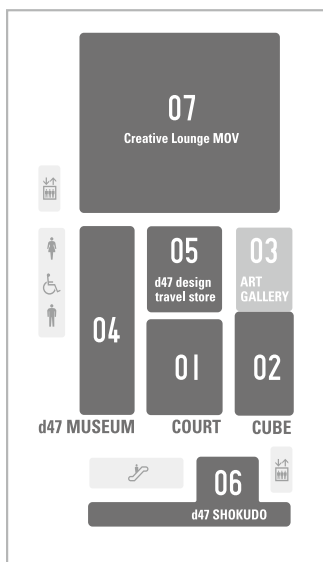 07
Creative Lounge MOV
05
d47 design
travel store
03
ART
GALLERY
04
01
02
d47 MUSEUM
COURT
CUBE
06
d47 SHOKUDO